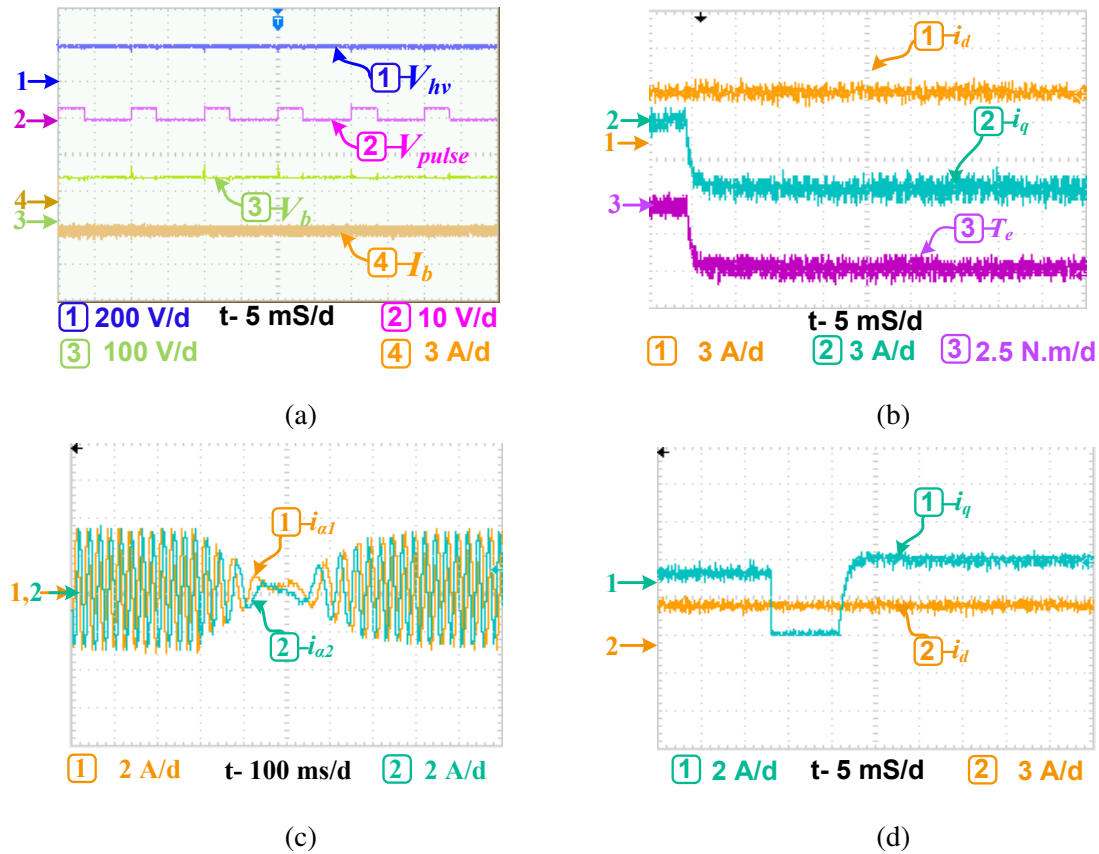 T
1
1 V_hv
2
2 V_pulse
4
3
3 V_b
4 I_b
1 200 V/d t- 5 mS/d 2 10 V/d
3 100 V/d 4 3 A/d
(a)
1 i_d
2
1
2 i_q
3
3 T_e
t- 5 mS/d
1 3 A/d 2 3 A/d 3 2.5 N.m/d
(b)
1 i_α1
1,2
2 i_α2
1 2 A/d t- 100 ms/d 2 2 A/d
(c)
1 i_q
1
2
2 i_d
1 2 A/d t- 5 mS/d 2 3 A/d
(d)